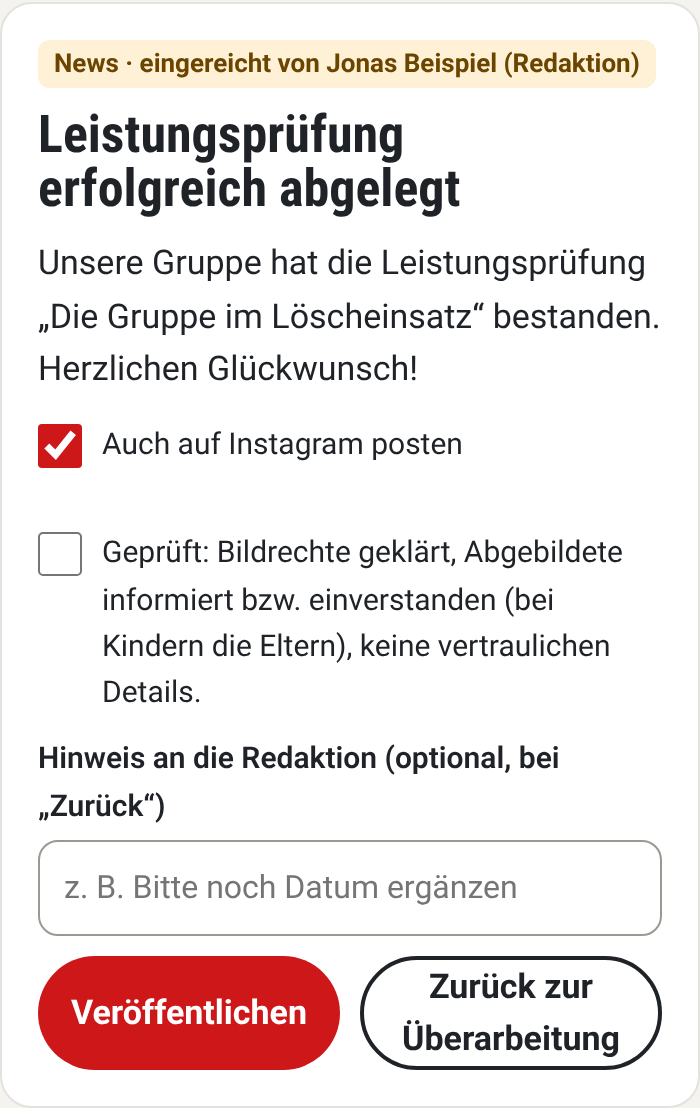 News · eingereicht von Jonas Beispiel (Redaktion)
Leistungsprüfung
erfolgreich abgelegt
Unsere Gruppe hat die Leistungsprüfung
„Die Gruppe im Löscheinsatz“ bestanden.
Herzlichen Glückwunsch!
Auch auf Instagram posten
Geprüft: Bildrechte geklärt, Abgebildete
informiert bzw. einverstanden (bei
Kindern die Eltern), keine vertraulichen
Details.
Hinweis an die Redaktion (optional, bei
„Zurück“)
z. B. Bitte noch Datum ergänzen
Veröffentlichen
Zurück zur
Überarbeitung